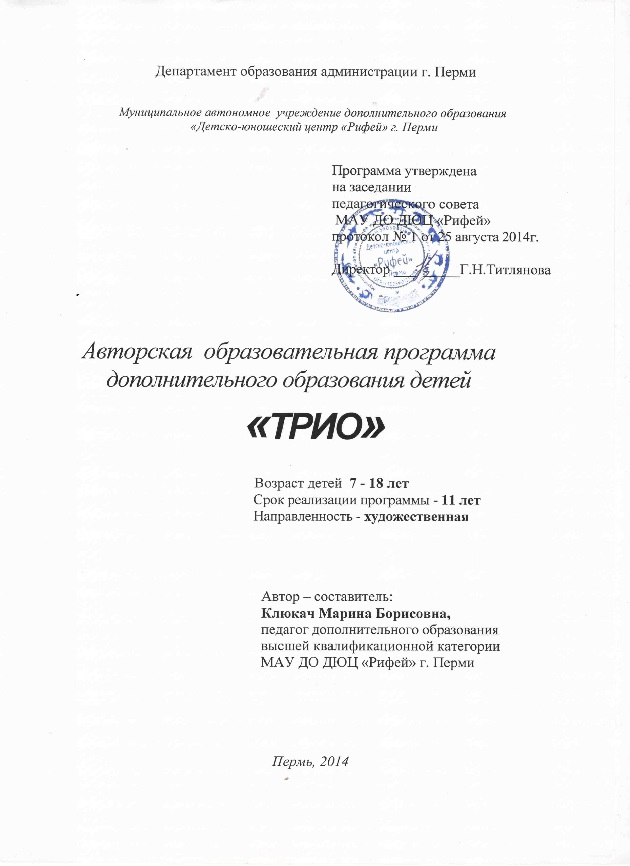 Департамент образования администрации г. Перми
Муниципальное автономное учреждение дополнительного образования
«Детско-юношеский центр «Рифей» г. Перми
Программа утверждена
на заседании
педагогического совета
МАУ ДО ДЮЦ «Рифей»
протокол № 1 от 25 августа 2014г.
Директор __________Г.Н.Титлянова
«Рифей»
Авторская образовательная программа
дополнительного образования детей
«ТРИО»
Возраст детей 7 - 18 лет
Срок реализации программы - 11 лет
Направленность - художественная
Автор – составитель:
Клюкач Марина Борисовна,
педагог дополнительного образования
высшей квалификационной категории
МАУ ДО ДЮЦ «Рифей» г. Перми
Пермь, 2014